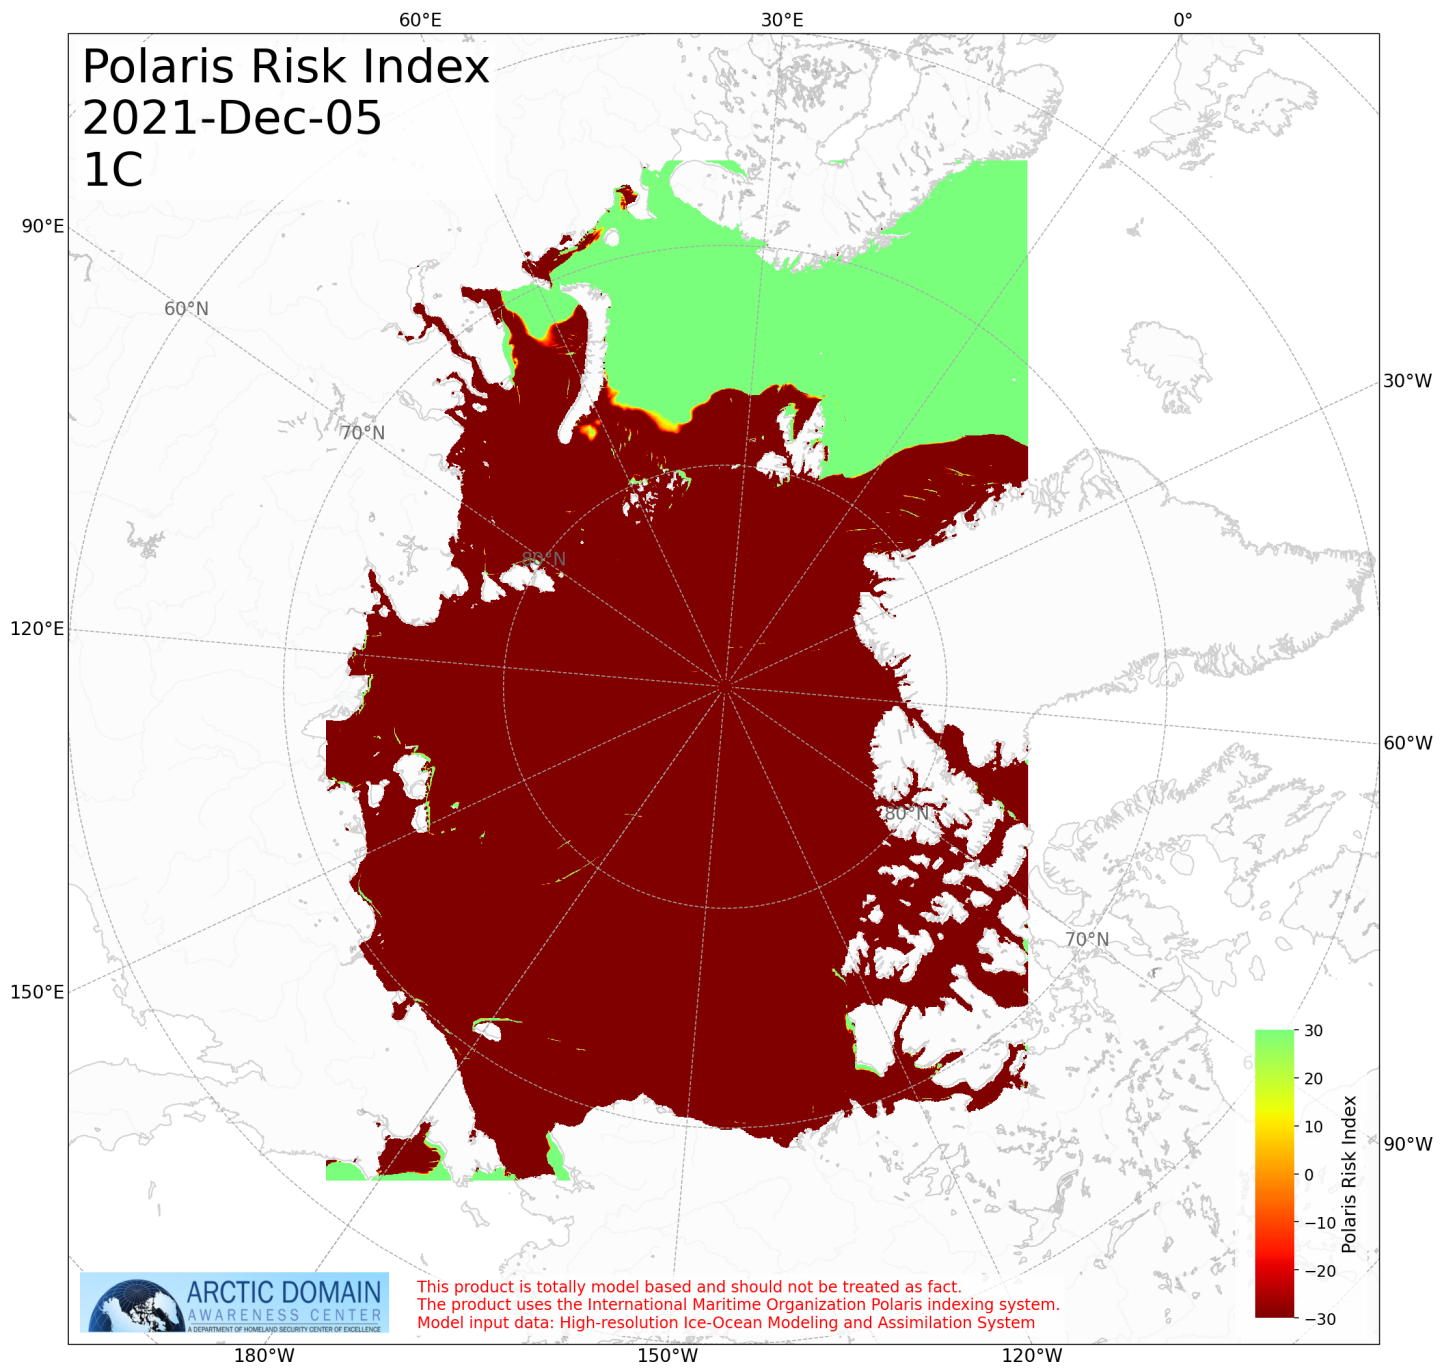 60°E 30°E 0°
Polaris Risk Index
2021-Dec-05
1C
90°E
60°N
30°W
70°N
80°N
120°E
60°W
80°N
70°N
150°E
30
20
10
0
−10
−20
−30
Polaris Risk Index
90°W
ARCTIC DOMAIN
AWARENESS CENTER
A DEPARTMENT OF HOMELAND SECURITY CENTER OF EXCELLENCE
This product is totally model based and should not be treated as fact.
The product uses the International Maritime Organization Polaris indexing system.
Model input data: High-resolution Ice-Ocean Modeling and Assimilation System
180°W 150°W 120°W